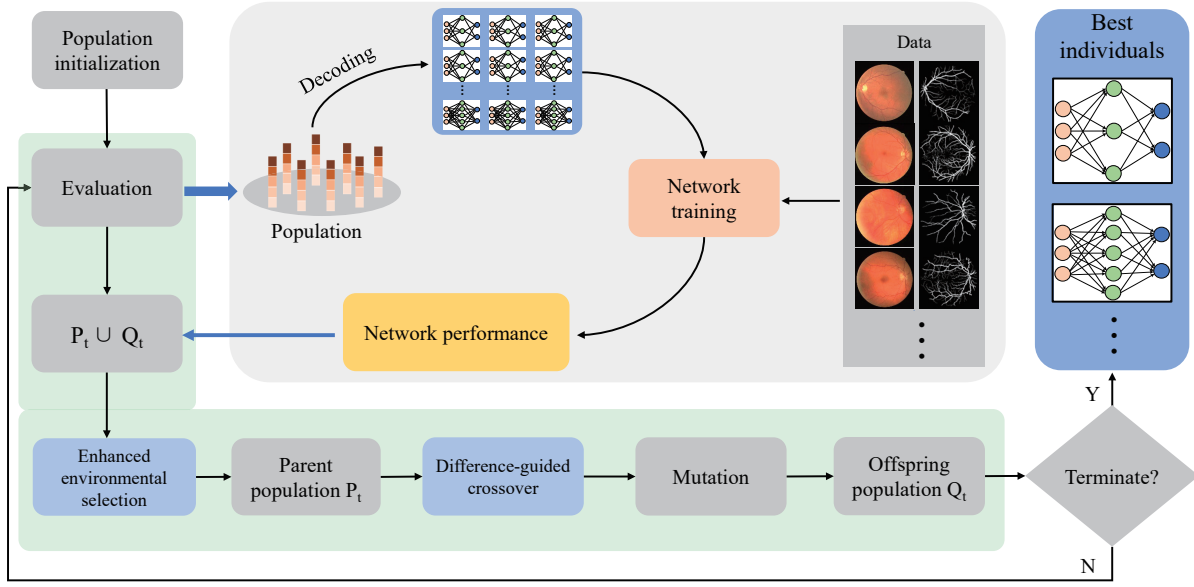 Population
initialization
Evaluation
P_t ∪ Q_t
Decoding
Population
Network
training
Network performance
Data
Best
individuals
Enhanced
environmental
selection
Parent
population P_t
Difference-guided
crossover
Mutation
Offspring
population Q_t
Terminate?
Y
N